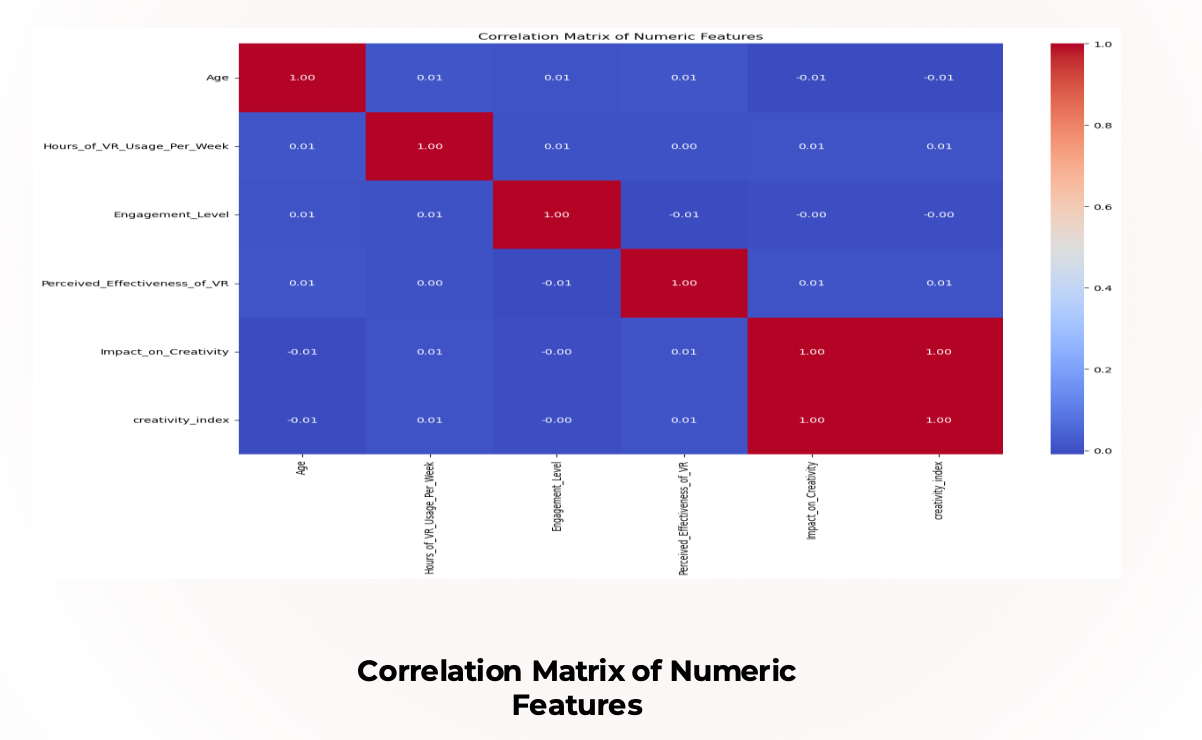 Correlation Matrix of Numeric Features
Age 1.00 0.01 0.01 0.01 -0.01 -0.01
Hours_of_VR_Usage_Per_Week 0.01 1.00 0.01 0.00 0.01 0.01
Engagement_Level 0.01 0.01 1.00 -0.01 -0.00 -0.00
Perceived_Effectiveness_of_VR 0.01 0.00 -0.01 1.00 0.01 0.01
Impact_on_Creativity -0.01 0.01 -0.00 0.01 1.00 1.00
creativity_index -0.01 0.01 -0.00 0.01 1.00 1.00
Age
Hours_of_VR_Usage_Per_Week
Engagement_Level
Perceived_Effectiveness_of_VR
Impact_on_Creativity
creativity_index
1.0
0.8
0.6
0.4
0.2
0.0
Correlation Matrix of Numeric
Features